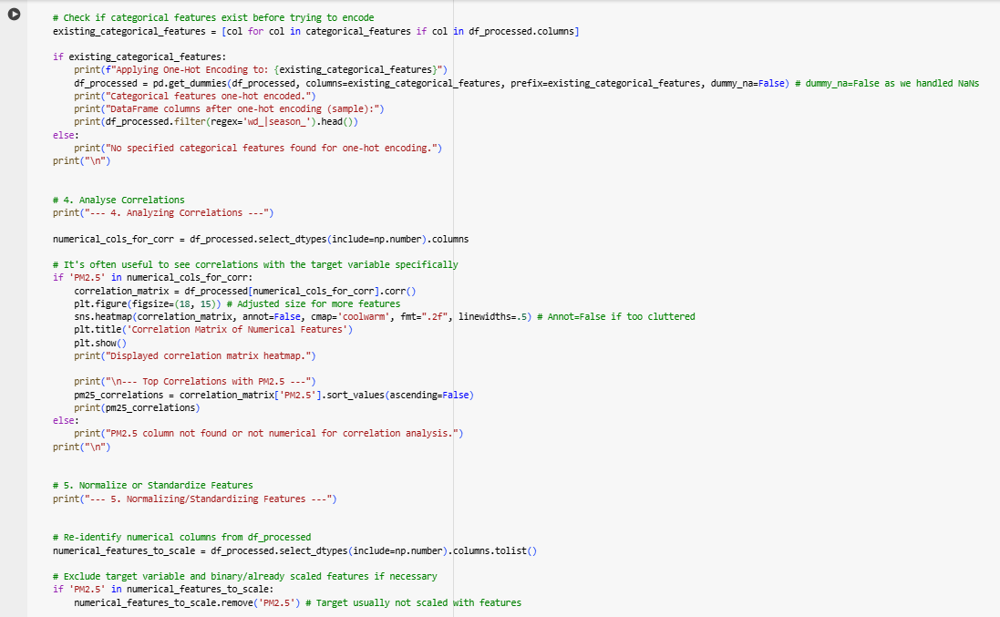 # Check if categorical features exist before trying to encode
existing_categorical_features = [col for col in categorical_features if col in df_processed.columns]
if existing_categorical_features:
    print(f"Applying One-Hot Encoding to: {existing_categorical_features}")
    df_processed = pd.get_dummies(df_processed, columns=existing_categorical_features, prefix=existing_categorical_features, dummy_na=False) # dummy_na=False as we handled NaNs
    print("Categorical features one-hot encoded.")
    print("DataFrame columns after one-hot encoding (sample):")
    print(df_processed.filter(regex='wd_|season_').head())
else:
    print("No specified categorical features found for one-hot encoding.")
print("\n")
# 4. Analyse Correlations
print("--- 4. Analyzing Correlations ---")
numerical_cols_for_corr = df_processed.select_dtypes(include=np.number).columns
# It's often useful to see correlations with the target variable specifically
if 'PM2.5' in numerical_cols_for_corr:
    correlation_matrix = df_processed[numerical_cols_for_corr].corr()
    plt.figure(figsize=(18, 15)) # Adjusted size for more features
    sns.heatmap(correlation_matrix, annot=False, cmap='coolwarm', fmt=".2f", linewidths=.5) # Annot=False if too cluttered
    plt.title('Correlation Matrix of Numerical Features')
    plt.show()
    print("Displayed correlation matrix heatmap.")
    print("\n--- Top Correlations with PM2.5 ---")
    pm25_correlations = correlation_matrix['PM2.5'].sort_values(ascending=False)
    print(pm25_correlations)
else:
    print("PM2.5 column not found or not numerical for correlation analysis.")
print("\n")
# 5. Normalize or Standardize Features
print("--- 5. Normalizing/Standardizing Features ---")
# Re-identify numerical columns from df_processed
numerical_features_to_scale = df_processed.select_dtypes(include=np.number).columns.tolist()
# Exclude target variable and binary/already scaled features if necessary
if 'PM2.5' in numerical_features_to_scale:
    numerical_features_to_scale.remove('PM2.5') # Target usually not scaled with features